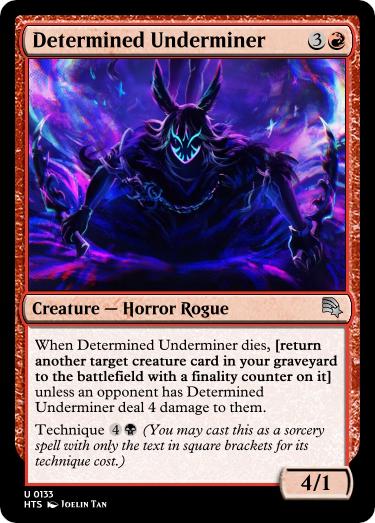 Determined Underminer 3
Creature — Horror Rogue
When Determined Underminer dies, [return
another target creature card in your graveyard
to the battlefield with a finality counter on it]
unless an opponent has Determined
Underminer deal 4 damage to them.
Technique 4 (You may cast this as a sorcery
spell with only the text in square brackets for its
technique cost.)
4/1
U 0133
HTS Joelin Tan